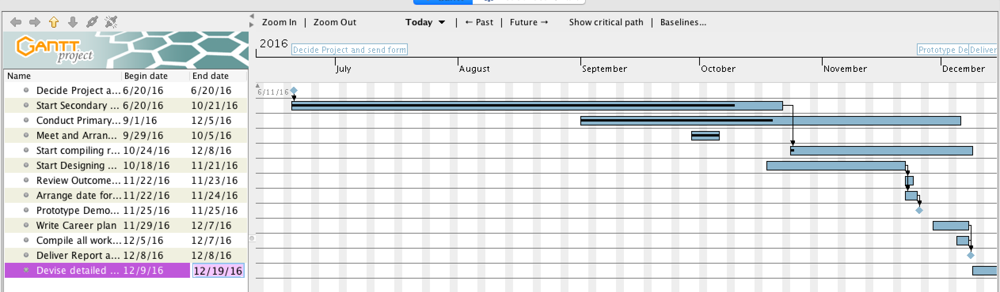 Zoom In | Zoom Out Today | ← Past | Future → Show critical path | Baselines...
GANTT
project
2016
Decide Project and send form
Prototype De
Deliver
July August September October November December
Name Begin date End date
6/11/16
Decide Project a... 6/20/16 6/20/16
Start Secondary ... 6/20/16 10/21/16
Conduct Primary... 9/1/16 12/5/16
Meet and Arran... 9/29/16 10/5/16
Start compiling r... 10/24/16 12/8/16
Start Designing ... 10/18/16 11/21/16
Review Outcome... 11/22/16 11/23/16
Arrange date for... 11/22/16 11/24/16
Prototype Demo... 11/25/16 11/25/16
Write Career plan 11/29/16 12/7/16
Compile all work... 12/5/16 12/7/16
Deliver Report a... 12/8/16 12/8/16
Devise detailed ... 12/9/16 12/19/16